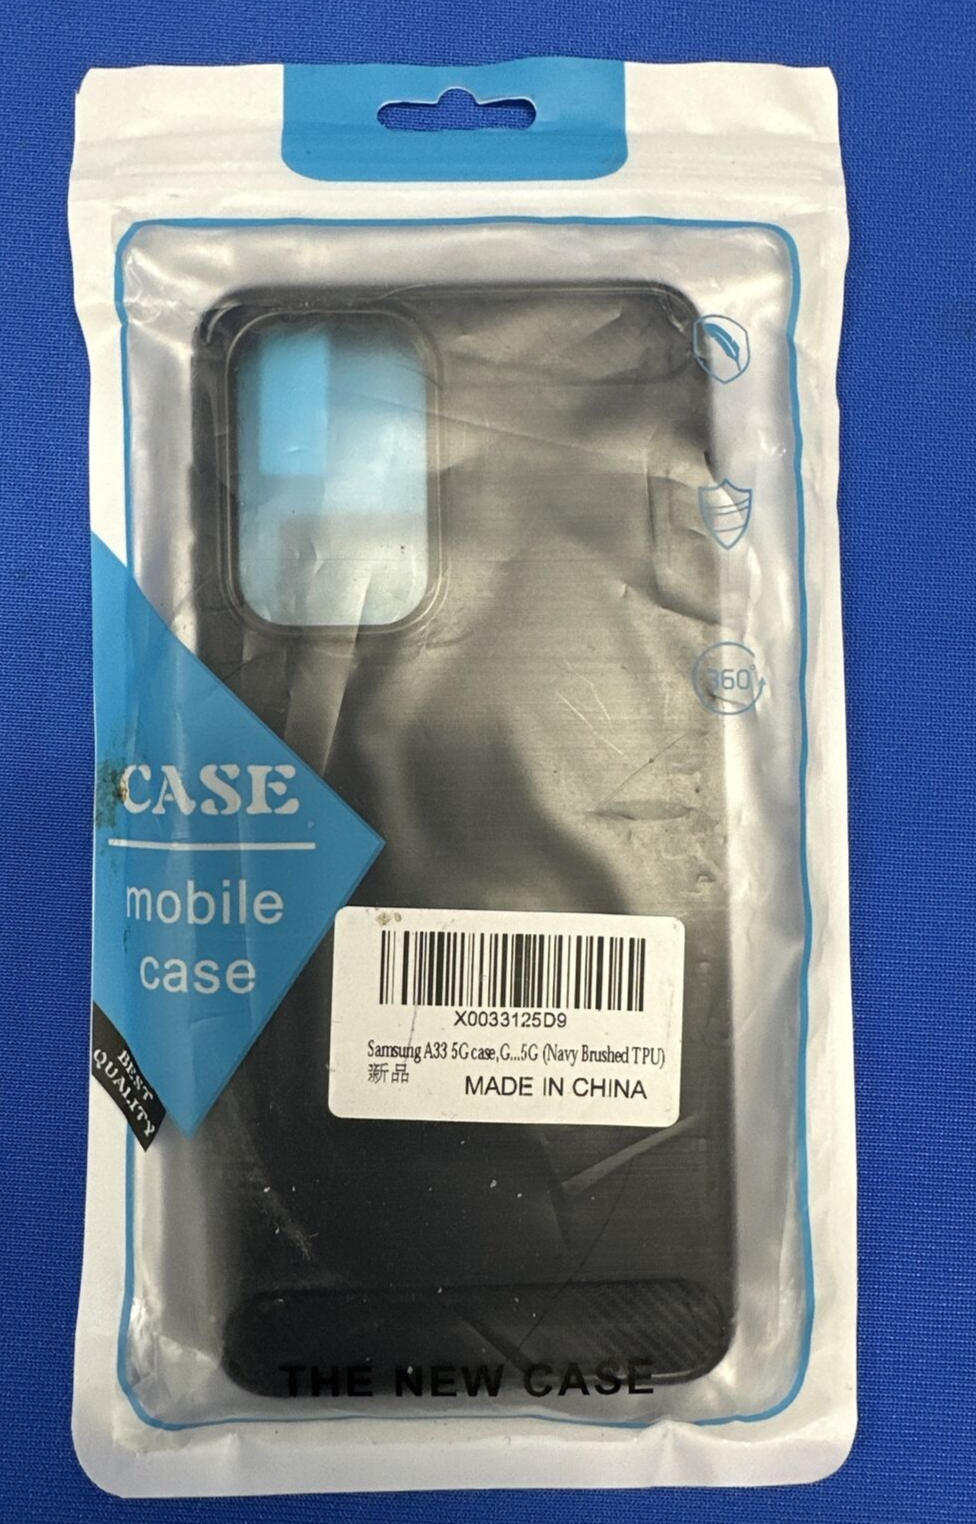 360°
CASE
mobile
case
BEST
QUALITY
X0033125D9
Samsung A33 5G case,G...5G (Navy Brushed TPU)
新品
MADE IN CHINA
THE NEW CASE